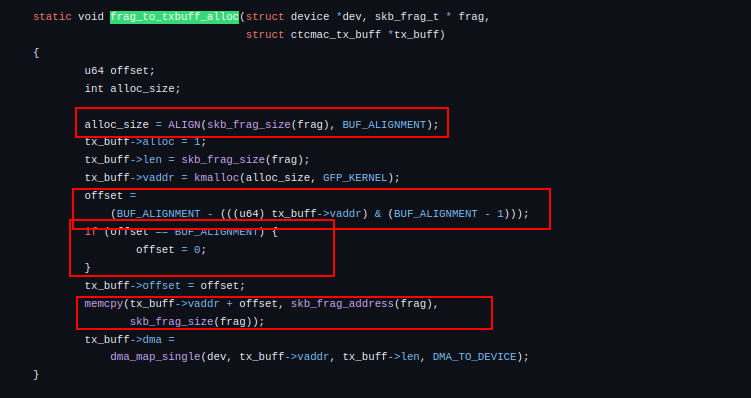 static void frag_to_txbuff_alloc(struct device *dev, skb_frag_t * frag,
struct ctcmac_tx_buff *tx_buff)
{
u64 offset;
int alloc_size;
alloc_size = ALIGN(skb_frag_size(frag), BUF_ALIGNMENT);
tx_buff->alloc = 1;
tx_buff->len = skb_frag_size(frag);
tx_buff->vaddr = kmalloc(alloc_size, GFP_KERNEL);
offset =
(BUF_ALIGNMENT - (((u64) tx_buff->vaddr) & (BUF_ALIGNMENT - 1)));
if (offset == BUF_ALIGNMENT) {
offset = 0;
}
tx_buff->offset = offset;
memcpy(tx_buff->vaddr + offset, skb_frag_address(frag),
skb_frag_size(frag));
tx_buff->dma =
dma_map_single(dev, tx_buff->vaddr, tx_buff->len, DMA_TO_DEVICE);
}